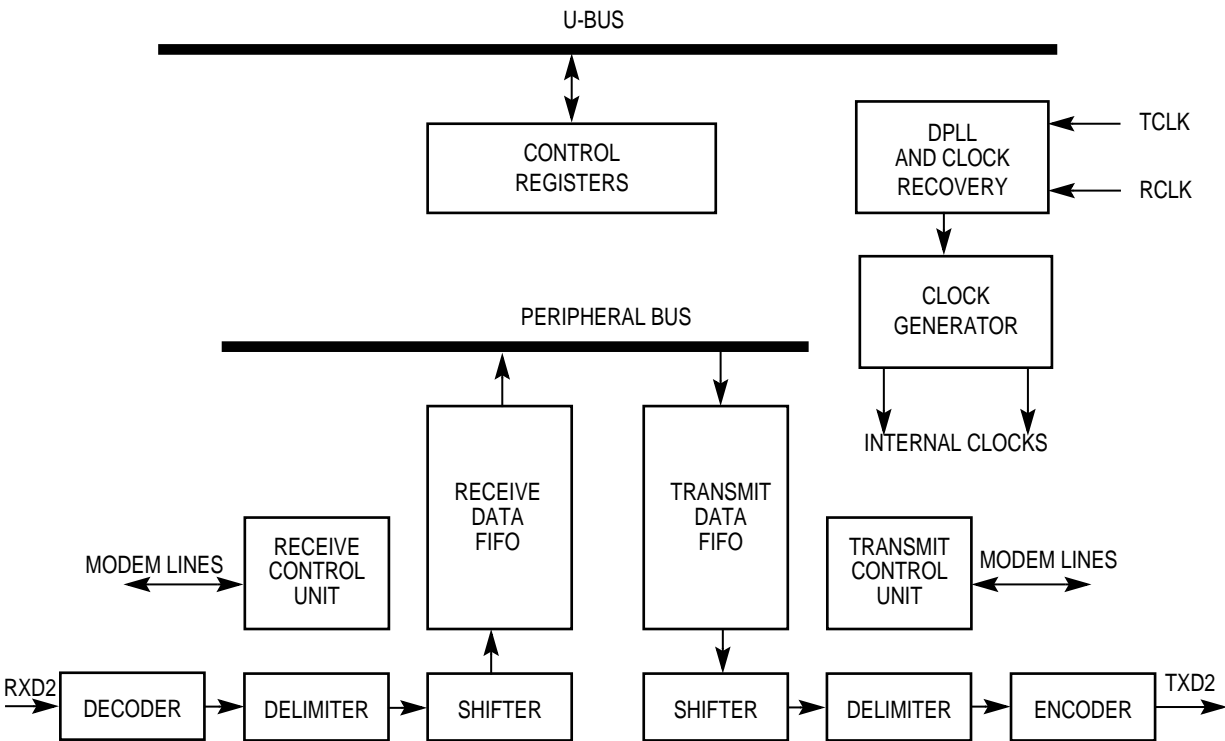 U-BUS
CONTROL
REGISTERS
DPLL
AND CLOCK
RECOVERY
TCLK
RCLK
CLOCK
GENERATOR
INTERNAL CLOCKS
PERIPHERAL BUS
RECEIVE
DATA
FIFO
TRANSMIT
DATA
FIFO
MODEM LINES
RECEIVE
CONTROL
UNIT
TRANSMIT
CONTROL
UNIT
MODEM LINES
RXD2
DECODER
DELIMITER
SHIFTER
SHIFTER
DELIMITER
ENCODER
TXD2